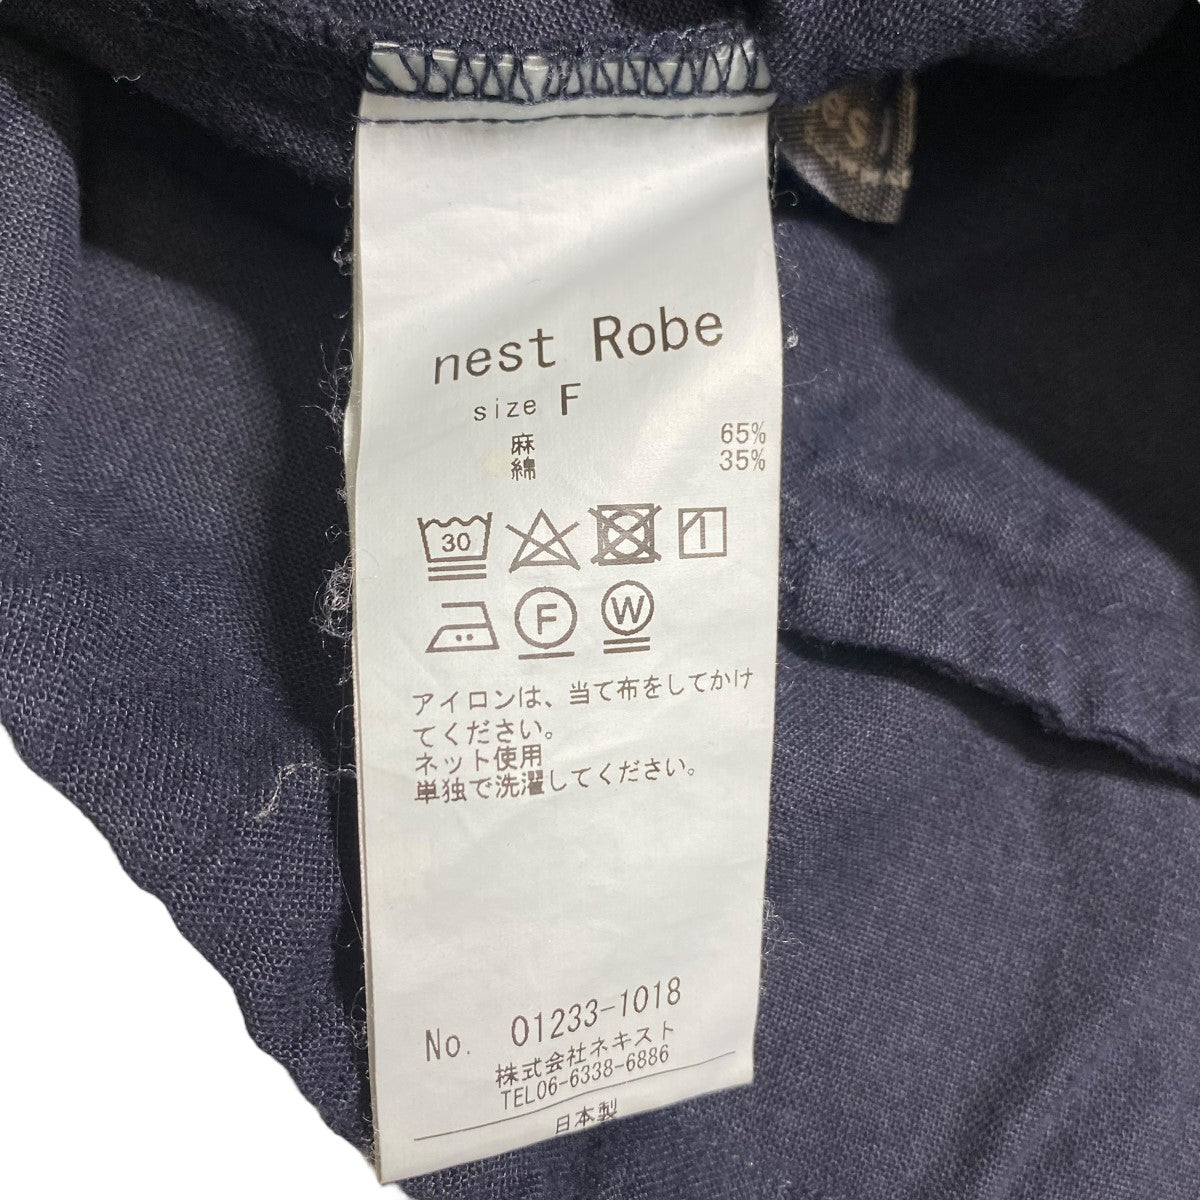 nest Robe
size F
麻 65%
綿 35%
30
F W
アイロンは、当て布をしてかけ
てください。
ネット使用
単独で洗濯してください。
No. 01233-1018
株式会社ネキスト
TEL06-6338-6886
日本製